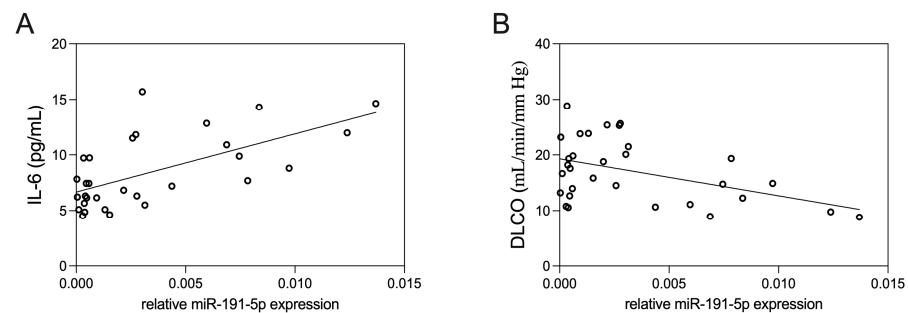 A
IL-6 (pg/mL)
20
15
10
5
0
0.000 0.005 0.010 0.015
relative miR-191-5p expression
B
DLCO (mL/min/mm Hg)
40
30
20
10
0
0.000 0.005 0.010 0.015
relative miR-191-5p expression